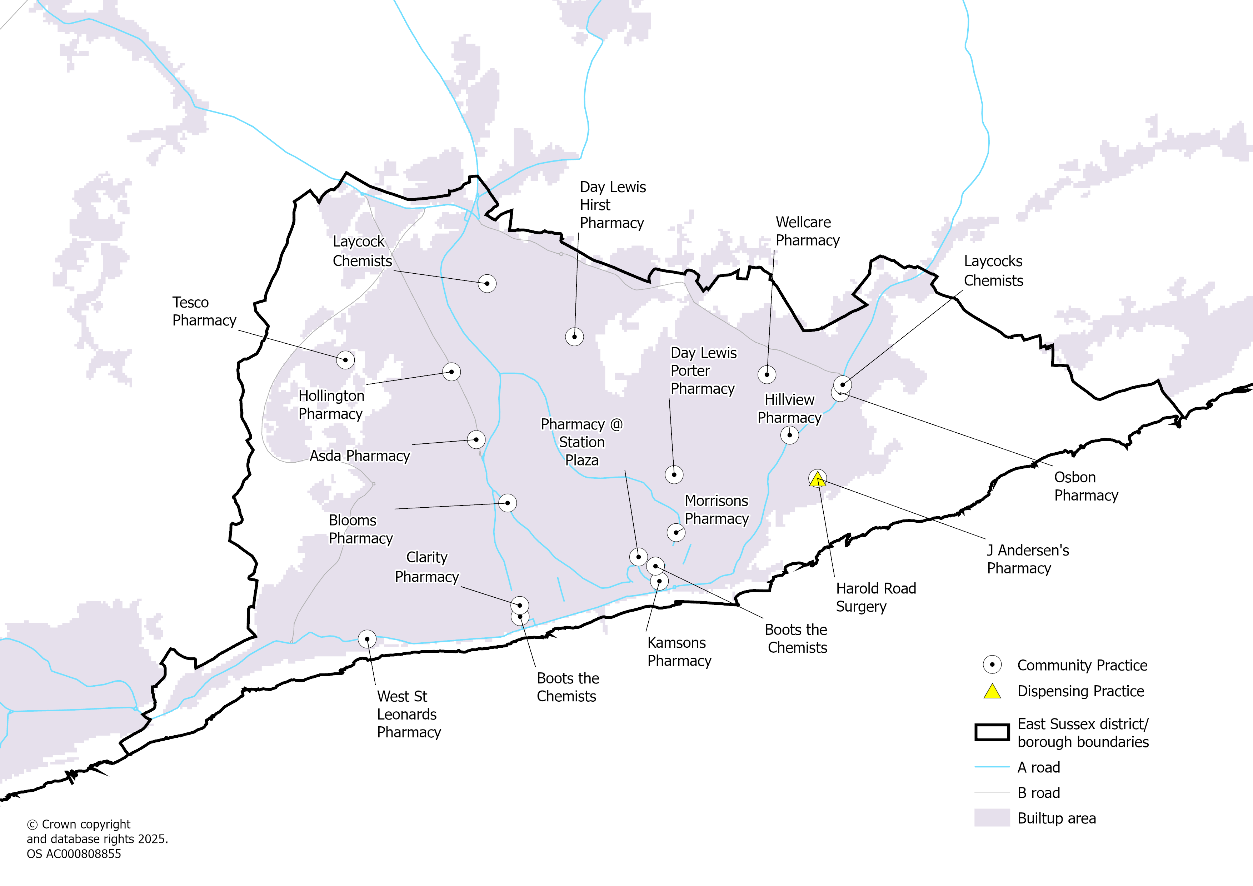 Day Lewis
Hirst
Pharmacy
Wellcare
Pharmacy
Laycock
Chemists
Laycocks
Chemists
Tesco
Pharmacy
Day Lewis
Porter
Pharmacy
Hollington
Pharmacy
Hillview
Pharmacy
Pharmacy @
Station
Plaza
Asda Pharmacy
Osbon
Pharmacy
Morrisons
Pharmacy
Blooms
Pharmacy
J Andersen's
Pharmacy
Clarity
Pharmacy
Harold Road
Surgery
Boots the
Chemists
Kamsons
Pharmacy
Boots the
Chemists
West St
Leonards
Pharmacy
Community Practice
Dispensing Practice
East Sussex district/
borough boundaries
A road
B road
Builtup area
© Crown copyright
and database rights 2025.
OS AC000808855